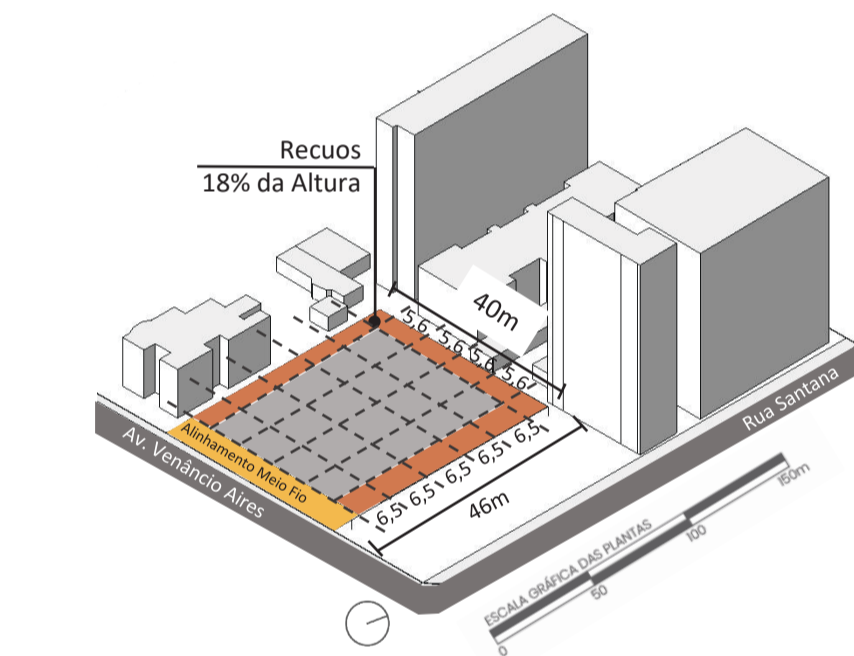 Recuos
18% da Altura
40m
5,6 5,6 5,6 5,6
Alinhamento Meio Fio
Av. Venâncio Aires
6,5 6,5 6,5 6,5 6,5
46m
Rua Santana
ESCALA GRÁFICA DAS PLANTAS
0 50 100 150m